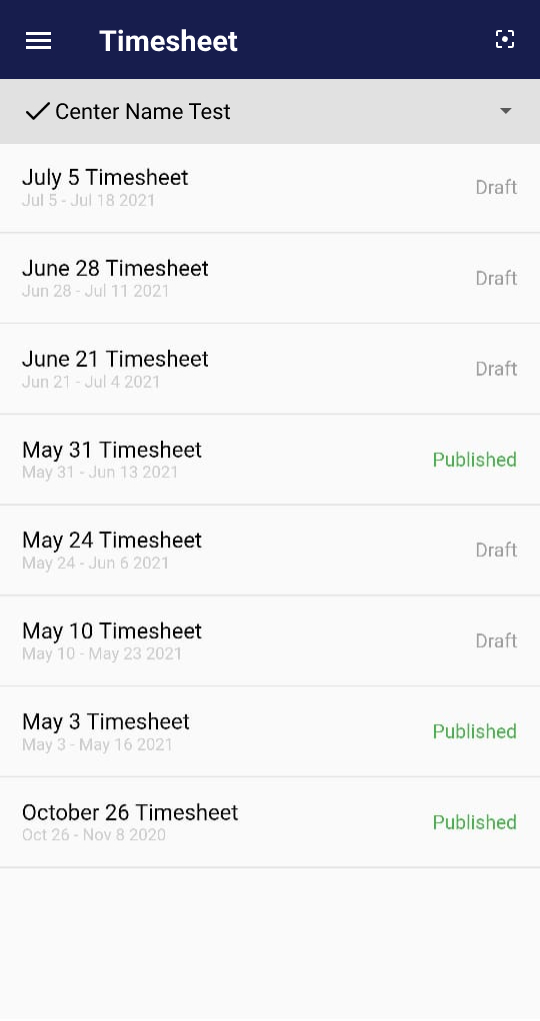 Timesheet
Center Name Test
July 5 Timesheet
Draft
Jul 5 - Jul 18 2021
June 28 Timesheet
Draft
Jun 28 - Jul 11 2021
June 21 Timesheet
Draft
Jun 21 - Jul 4 2021
May 31 Timesheet
Published
May 31 - Jun 13 2021
May 24 Timesheet
Draft
May 24 - Jun 6 2021
May 10 Timesheet
Draft
May 10 - May 23 2021
May 3 Timesheet
Published
May 3 - May 16 2021
October 26 Timesheet
Published
Oct 26 - Nov 8 2020